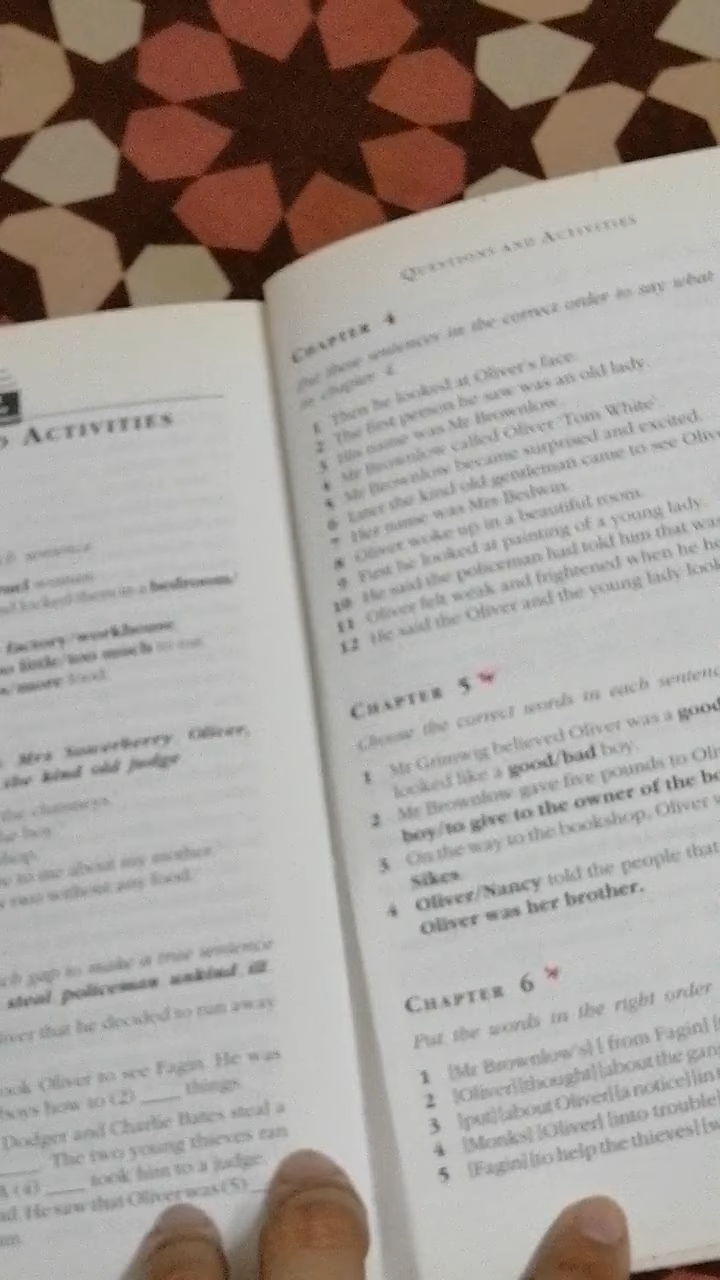 ACTIVITIES
sentence
woman
locked them in a bedroom/
factory/workhouse
little/too much to eat
/more food.
Mrs Sowerberry, Oliver,
the kind old judge
the chimneys.
the boy.
to me about my mother.'
run without any food.'
gap to make a true sentence
steal policeman unkind ill
that he decided to run away
took Oliver to see Fagin. He was
boys how to (2) ____ things.
Dodger and Charlie Bates steal a
____ The two young thieves ran
(4) ____ took him to a judge.
He saw that Oliver was (5) __
QUESTIONS AND ACTIVITIES
CHAPTER 4
Put these sentences in the correct order to say what
in chapter 4.
1 Then he looked at Oliver's face.
2 The first person he saw was an old lady.
3 His name was Mr Brownlow.
4 Mr Brownlow called Oliver 'Tom White'.
5 Mr Brownlow became surprised and excited.
6 Later the kind old gentleman came to see
7 Her name was Mrs Bedwin.
8 Oliver woke up in a beautiful room.
9 First he looked at painting of a young lady.
10 He said the policeman had told him that
11 Oliver felt weak and frightened when he
12 He said the Oliver and the young lady
CHAPTER 5
Choose the correct words in each
1 Mr Grimwig believed Oliver was a good
looked like a good/bad boy.
2 Mr Brownlow gave five pounds to
boy/to give to the owner of the
3 On the way to the bookshop, Oliver
Sikes.
4 Oliver/Nancy told the people that
Oliver was her brother.
CHAPTER 6
Put the words in the right order
1 [Mr Brownlow's] [ from Fagin]
2 [Oliver][thought][about the
3 [put][about Oliver][a notice][in
4 [Monks] [Oliver] [into trouble]
5 [Fagin][to help the thieves]